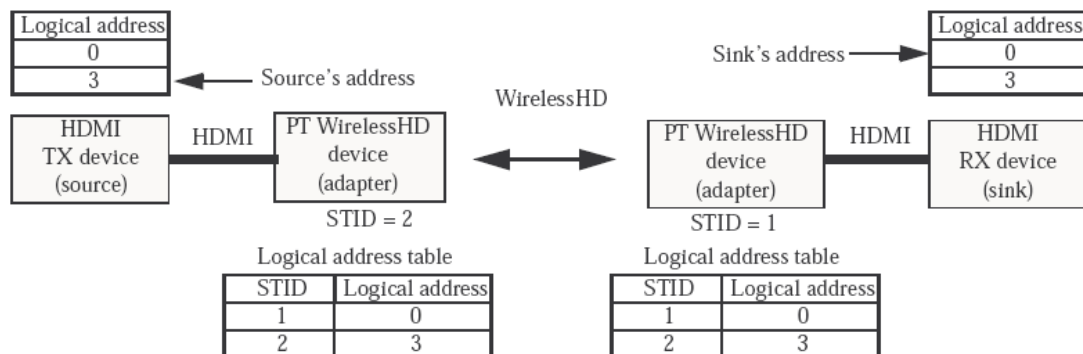 Logical address
0
3
Source's address
Logical address
0
3
Sink's address
WirelessHD
HDMI
TX device
(source)
HDMI
PT WirelessHD
device
(adapter)
STID = 2
PT WirelessHD
device
(adapter)
STID = 1
HDMI
HDMI
RX device
(sink)
Logical address table
STID Logical address
1 0
2 3
Logical address table
STID Logical address
1 0
2 3